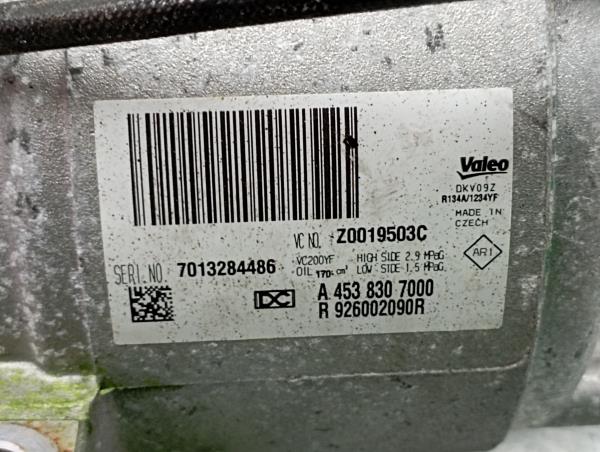 Valeo
DKV09Z
R134A/1234YF
MADE IN
CZECH
AR1
VC NO. Z0019503C
SERI.NO. 7013284486
VC200YF HIGH SIDE 2.9 MPaG
OIL 170 cm³ LOW SIDE 1.5 MPaG
DC
A 453 830 7000
R 926002090R